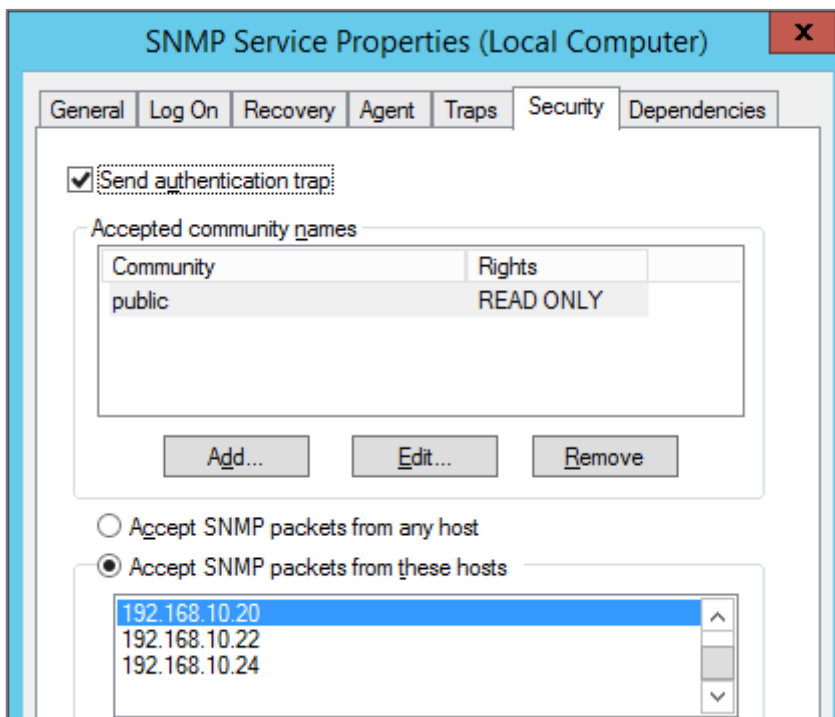 SNMP Service Properties (Local Computer)
x
General Log On Recovery Agent Traps Security Dependencies
Send authentication trap
Accepted community names
Community Rights
public READ ONLY
Add... Edit... Remove
Accept SNMP packets from any host
Accept SNMP packets from these hosts
192.168.10.20
192.168.10.22
192.168.10.24